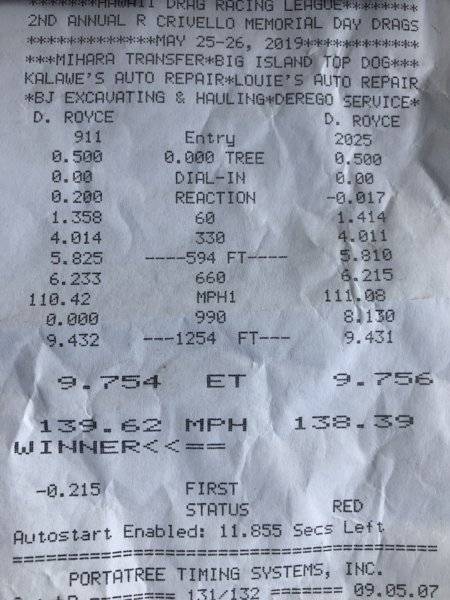 ***********HAWAII DRAG RACING LEAGUE********
2ND ANNUAL R CRIVELLO MEMORIAL DAY DRAGS
*************MAY 25-26, 2019************
***MIHARA TRANSFER*BIG ISLAND TOP DOG***
KALAWE'S AUTO REPAIR*LOUIE'S AUTO REPAIR
*BJ EXCAVATING & HAULING*DEREGO SERVICE*
D. ROYCE D. ROYCE
911 Entry 2025
0.500 0.000 TREE 0.500
0.00 DIAL-IN 0.00
0.200 REACTION -0.017
1.358 60 1.414
4.014 330 4.011
5.825 ----594 FT---- 5.810
6.233 660 6.215
110.42 MPH1 111.08
0.000 990 8.130
9.432 ---1254 FT--- 9.431
9.754 ET 9.756
139.62 MPH 138.39
WINNER<<==
-0.215 FIRST
STATUS RED
Autostart Enabled: 11.855 Secs Left
========================================
PORTATREE TIMING SYSTEMS, INC.
======= 131/132 ======= 09.05.07